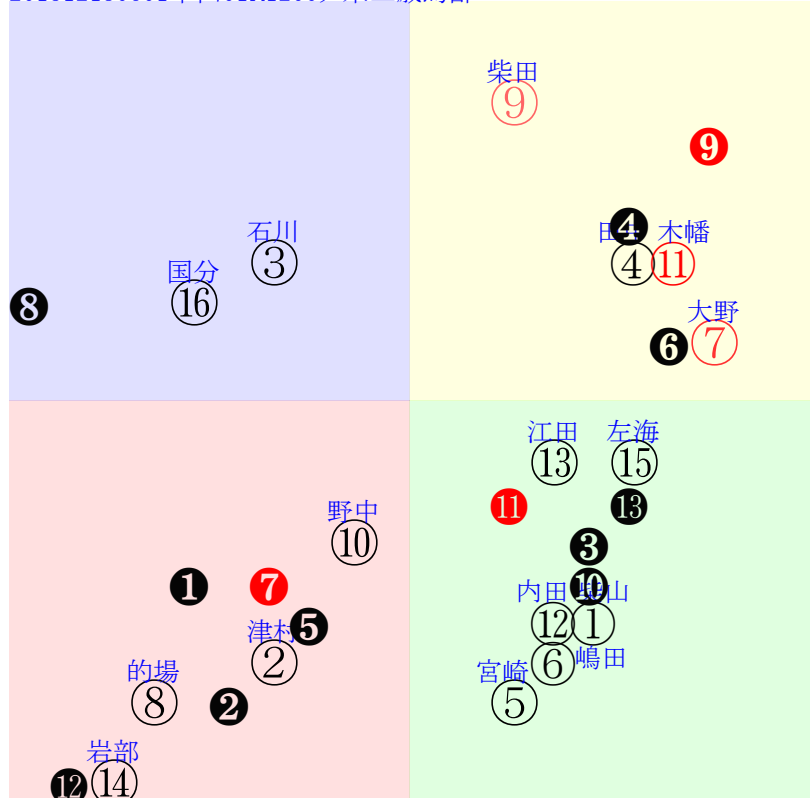 柴田
⑨
❾
石川
③
❹
木幡
④ ⑪
国分
⑯
❽
大野
❻ ⑦
江田 左海
⑬ ⑮
⓫ ⓭
野中
⑩
❸
❶ ❼ ❿
内田 柴山
⑫ ①
津村 ❺
②
嶋田
⑥
的場
⑧ ❷
宮崎
⑤
岩部
⓬ ⑭